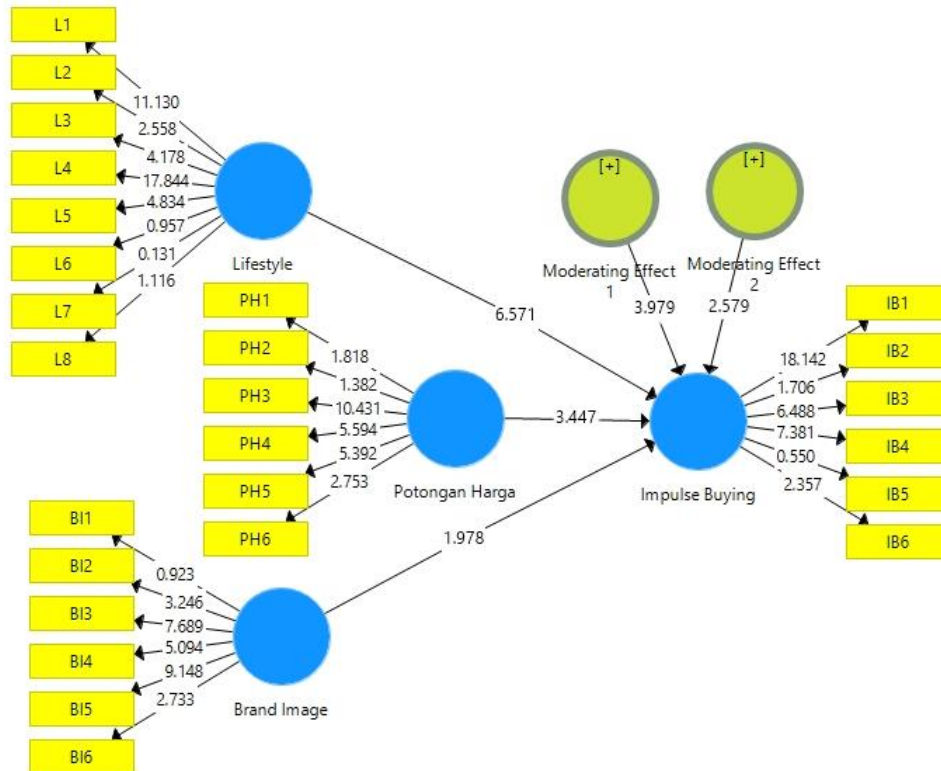 L1
L2
L3
L4
L5
L6
L7
L8
11.130
2.558
4.178
17.844
4.834
0.957
0.131
1.116
Lifestyle
6.571
[+]
Moderating Effect
1
3.979
[+]
Moderating Effect
2
2.579
PH1
PH2
PH3
PH4
PH5
PH6
1.818
1.382
10.431
5.594
5.392
2.753
Potongan Harga
3.447
Impulse Buying
18.142
1.706
6.488
7.381
0.550
2.357
IB1
IB2
IB3
IB4
IB5
IB6
BI1
BI2
BI3
BI4
BI5
BI6
0.923
3.246
7.689
5.094
9.148
2.733
Brand Image
1.978